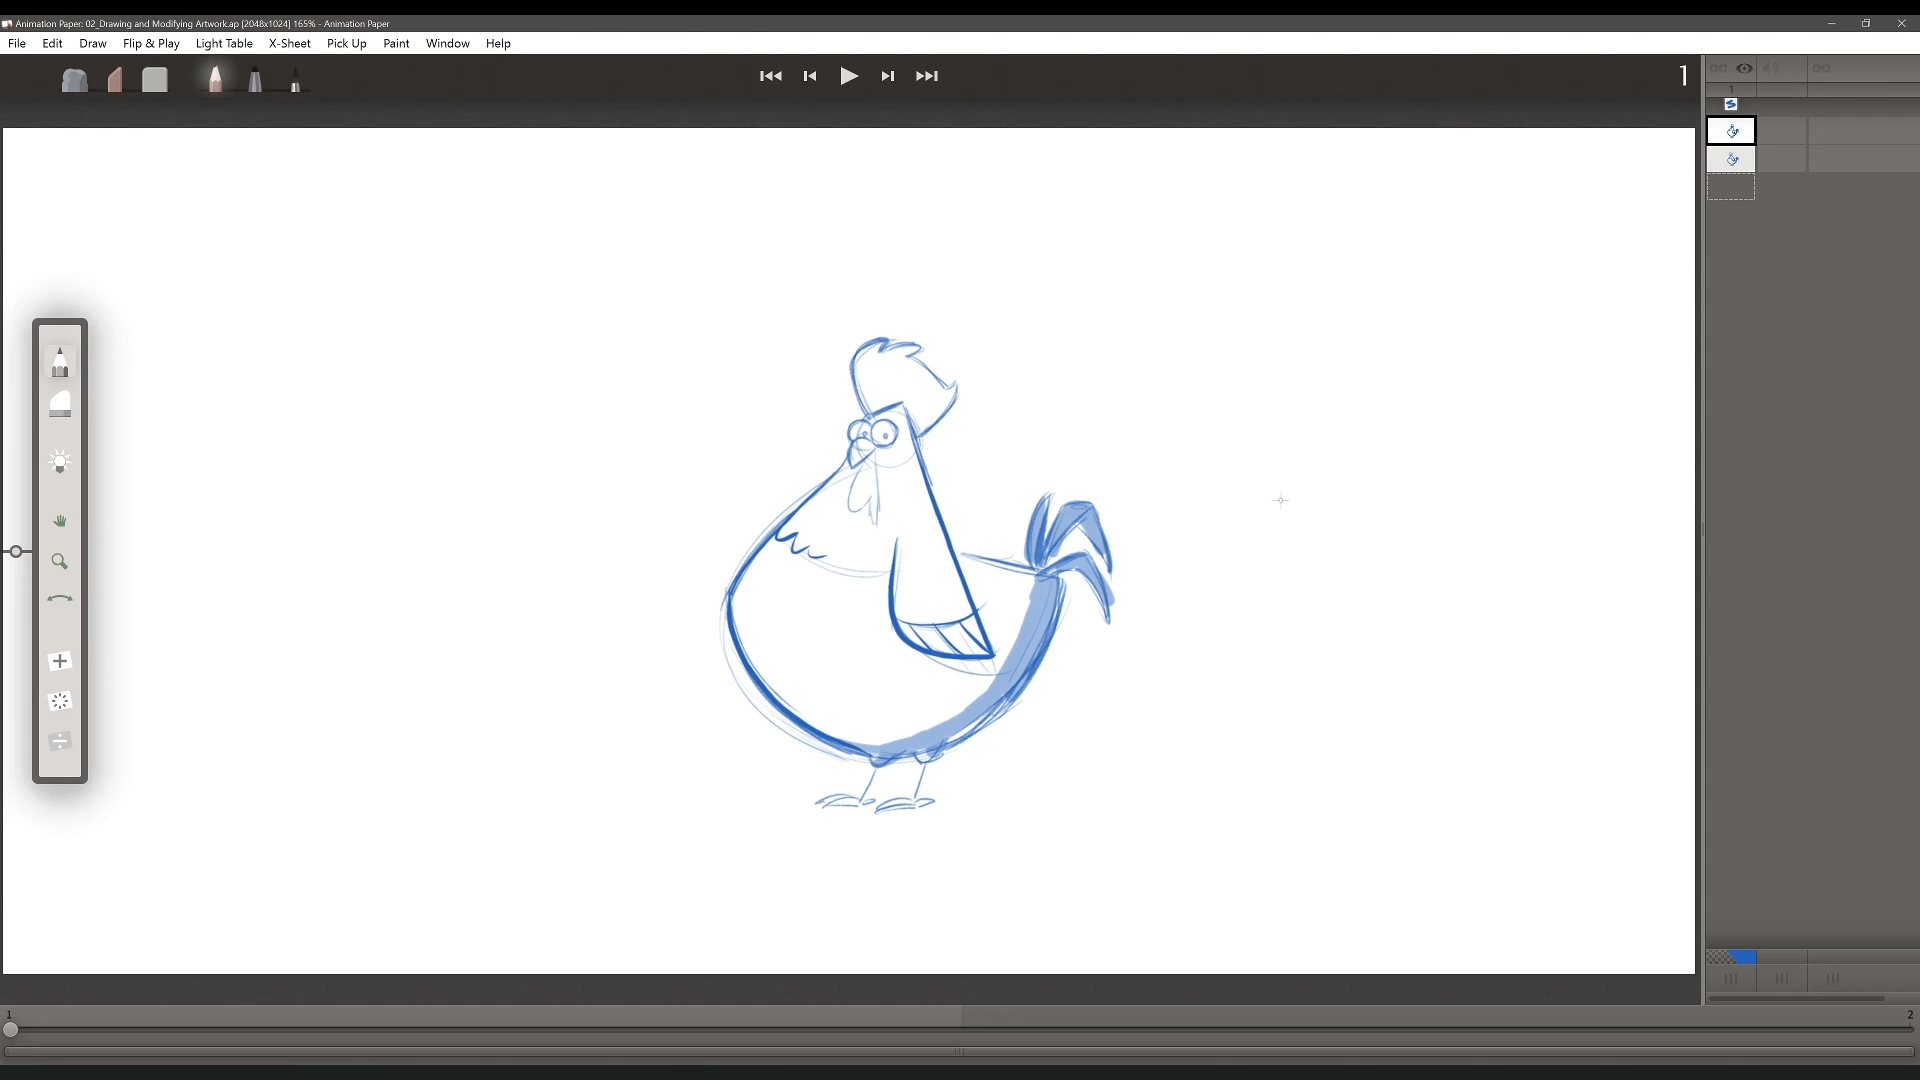 Animation Paper: 02_Drawing and Modifying Artwork.ap [2048x1024] 165% - Animation Paper
File Edit Draw Flip & Play Light Table X-Sheet Pick Up Paint Window Help
1
1
1 2